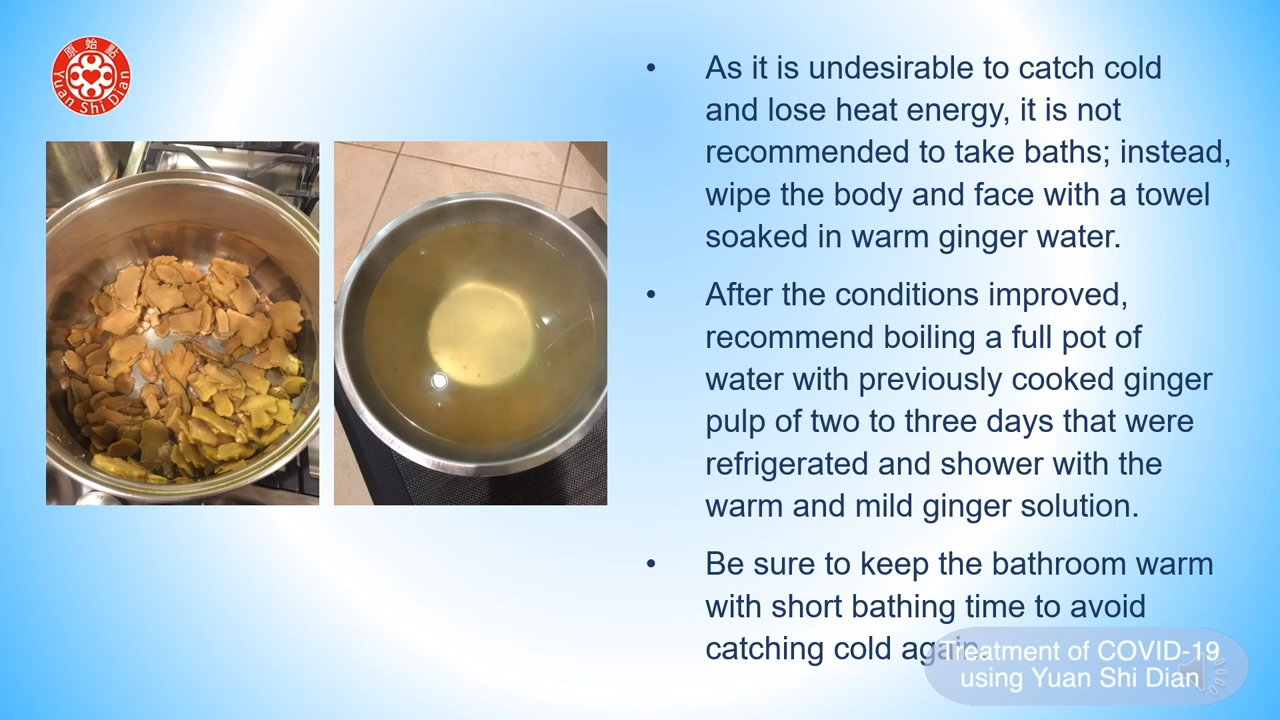 原始點
Yuan Shi Dian
• As it is undesirable to catch cold
and lose heat energy, it is not
recommended to take baths; instead,
wipe the body and face with a towel
soaked in warm ginger water.
• After the conditions improved,
recommend boiling a full pot of
water with previously cooked ginger
pulp of two to three days that were
refrigerated and shower with the
warm and mild ginger solution.
• Be sure to keep the bathroom warm
with short bathing time to avoid
catching cold again.
Treatment of COVID-19
using Yuan Shi Dian